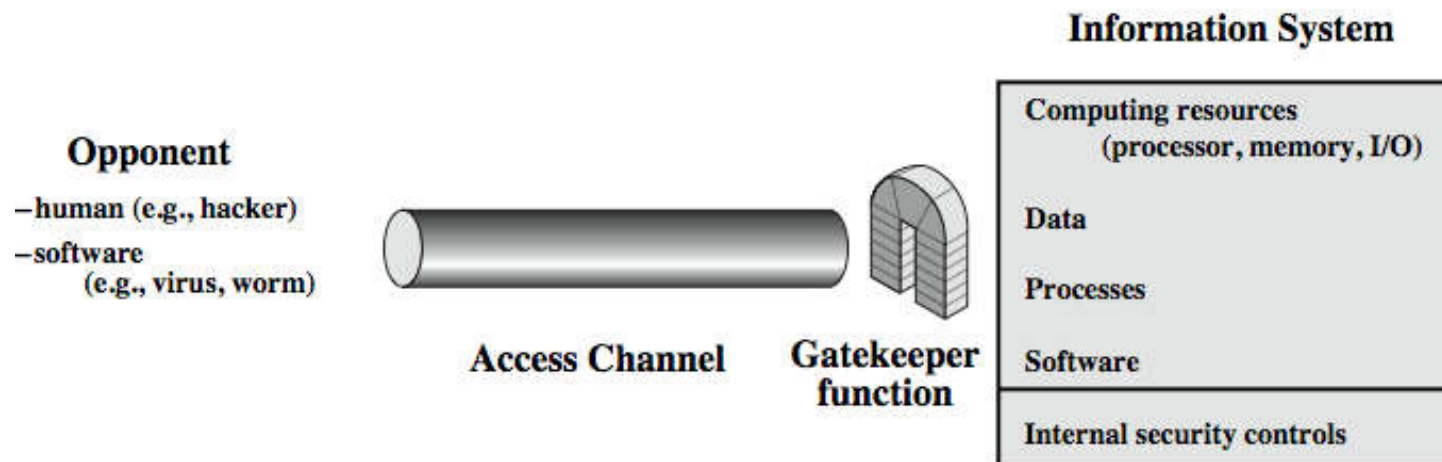 Information System
Opponent
–human (e.g., hacker)
–software
(e.g., virus, worm)
Access Channel
Gatekeeper
function
Computing resources
(processor, memory, I/O)
Data
Processes
Software
Internal security controls